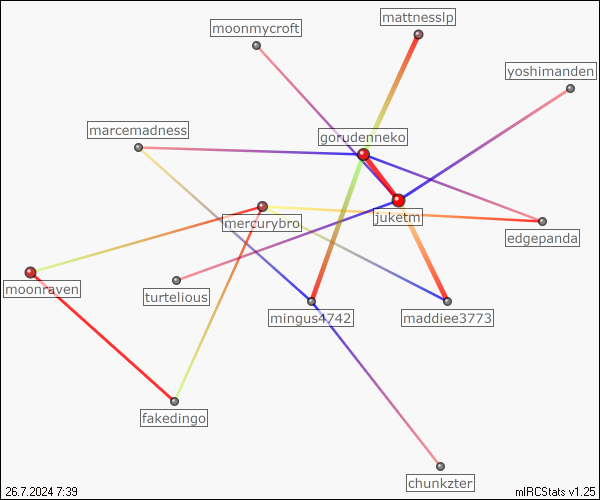 mattnesslp
moonmycroft
yoshimanden
marcemadness
gorudenneko
mercurybro
juketm
edgepanda
moonraven
turtelious
mingus4742
maddiee3773
fakedingo
chunkzter
26.7.2024 7:39
mIRCStats v1.25